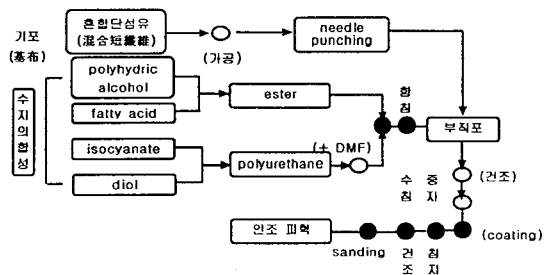 기포
(基布)
혼합단섬유
(混合短纖維)
(가공)
needle
punching
수지의합성
polyhydric
alcohol
fatty acid
ester
함침
isocyanate
diol
polyurethane
(+ DMF)
부직포
수침
중자
(건조)
인조 피혁
sanding
건조
침지
(coating)